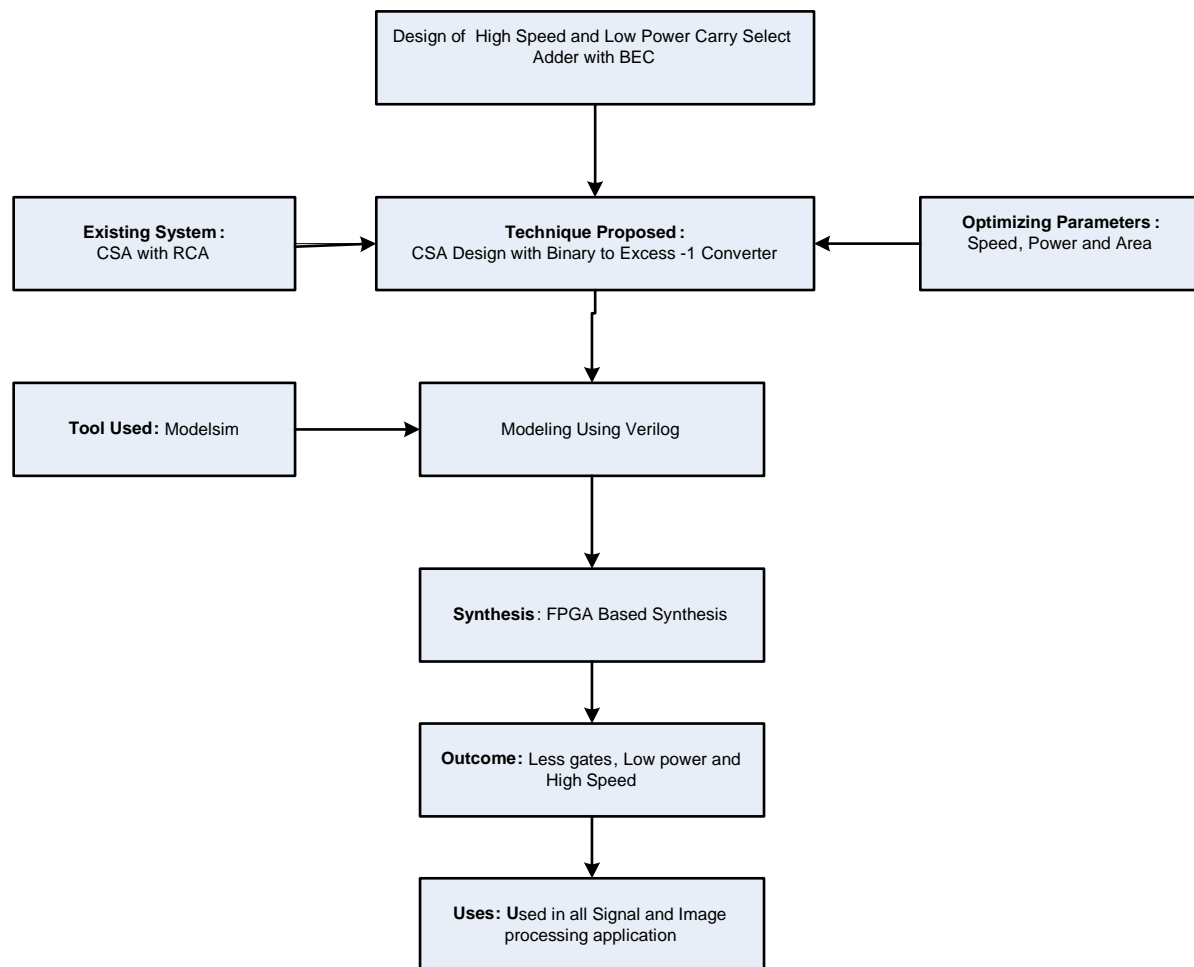 Design of High Speed and Low Power Carry Select
Adder with BEC
Existing System:
CSA with RCA
Technique Proposed:
CSA Design with Binary to Excess -1 Converter
Optimizing Parameters:
Speed, Power and Area
Tool Used: Modelsim
Modeling Using Verilog
Synthesis: FPGA Based Synthesis
Outcome: Less gates, Low power and
High Speed
Uses: Used in all Signal and Image
processing application